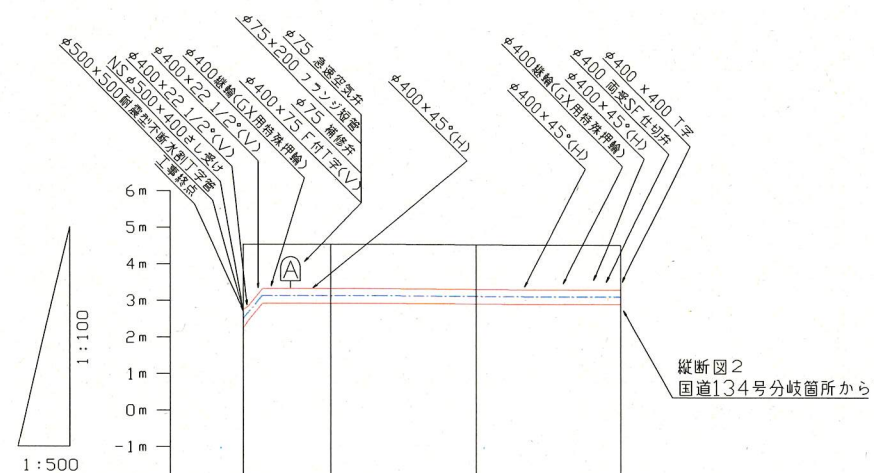 φ500×500耐震型不断水割丁字管
工事終点
NSφ500×400さし受け
φ400×22 1/2°(V)
φ400×22 1/2°(V)
φ400継輪(GX用特殊押輪)
φ400×75 F付T字(V)
φ75×200 フランジ短管
φ75 急速空気弁
φ75 補修弁
φ400×45°(H)
φ400継輪(GX用特殊押輪)
φ400×45°(H)
φ400×45°(H)
φ400 両受SF仕切弁
φ400 ×400 T字
6m
5m
4m
3m
2m
1m
0m
-1m
A
1:100
1:500
縦断図2
国道134号分岐箇所から